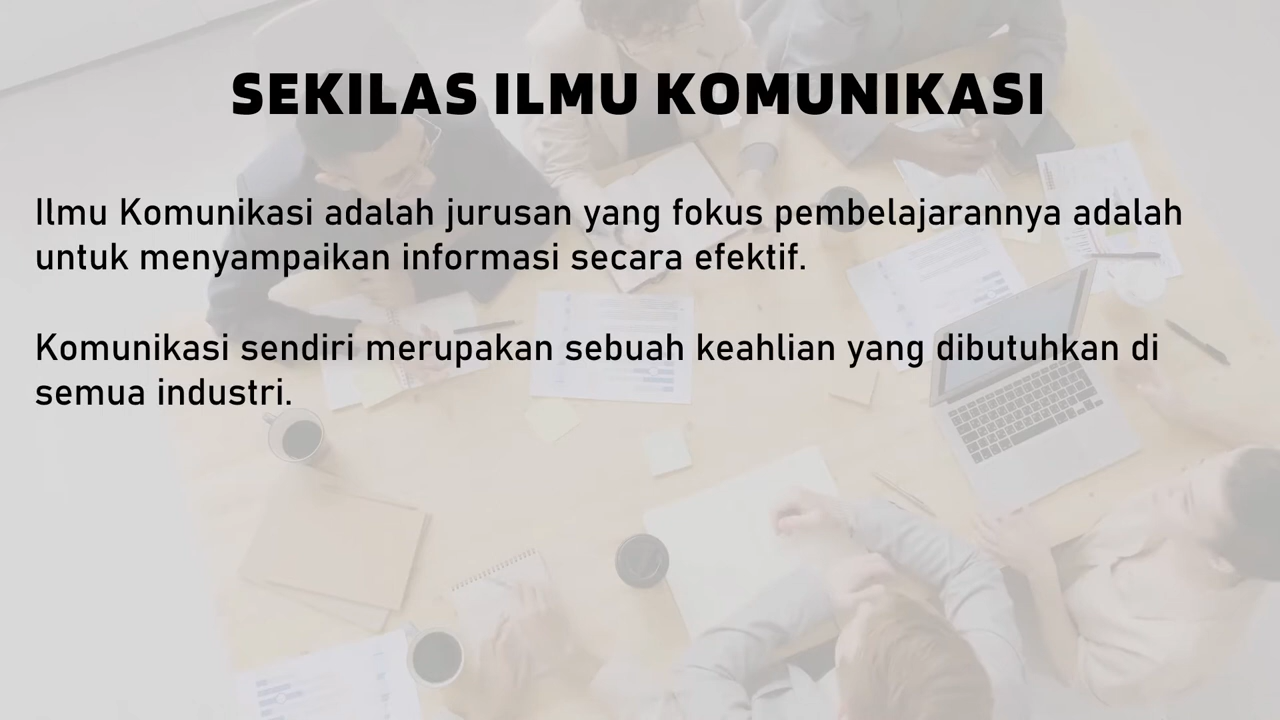 SEKILAS ILMU KOMUNIKASI
Ilmu Komunikasi adalah jurusan yang fokus pembelajarannya adalah
untuk menyampaikan informasi secara efektif.
Komunikasi sendiri merupakan sebuah keahlian yang dibutuhkan di
semua industri.